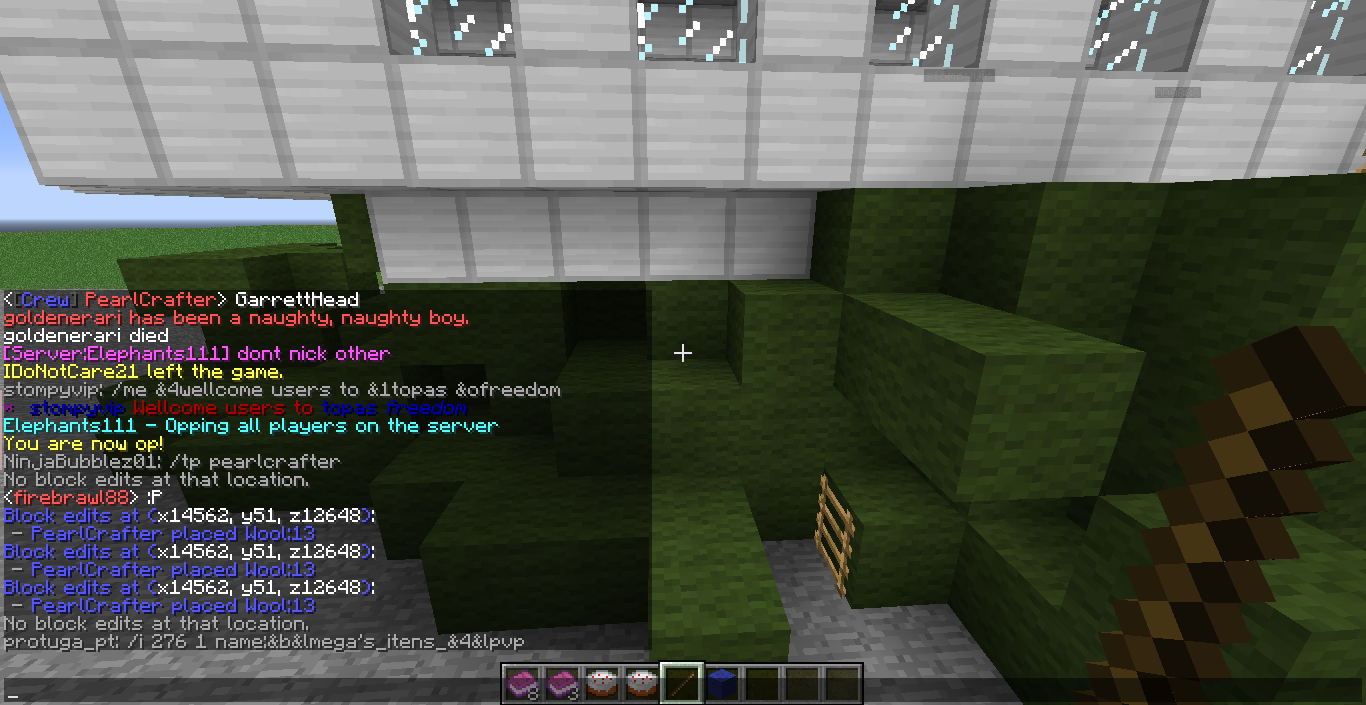 <[Crew] PearlCrafter> GarrettHead
goldenerari has been a naughty, naughty boy.
goldenerari died
[Server:Elephants111] dont nick other
IDoNotCare21 left the game.
stompyvip: /me &4wellcome users to &1topas &ofreedom
* stompyvip Wellcome users to topas freedom
Elephants111 - Opping all players on the server
You are now op!
NinjaBubblez01: /tp pearlcrafter
No block edits at that location.
<firebrawl88> :P
Block edits at (x14562, y51, z12648):
- PearlCrafter placed Wool:13
Block edits at (x14562, y51, z12648):
- PearlCrafter placed Wool:13
Block edits at (x14562, y51, z12648):
- PearlCrafter placed Wool:13
No block edits at that location.
protuga_pt: /i 276 1 name:&b&lmega's_itens_&4&lpvp
_
8 3